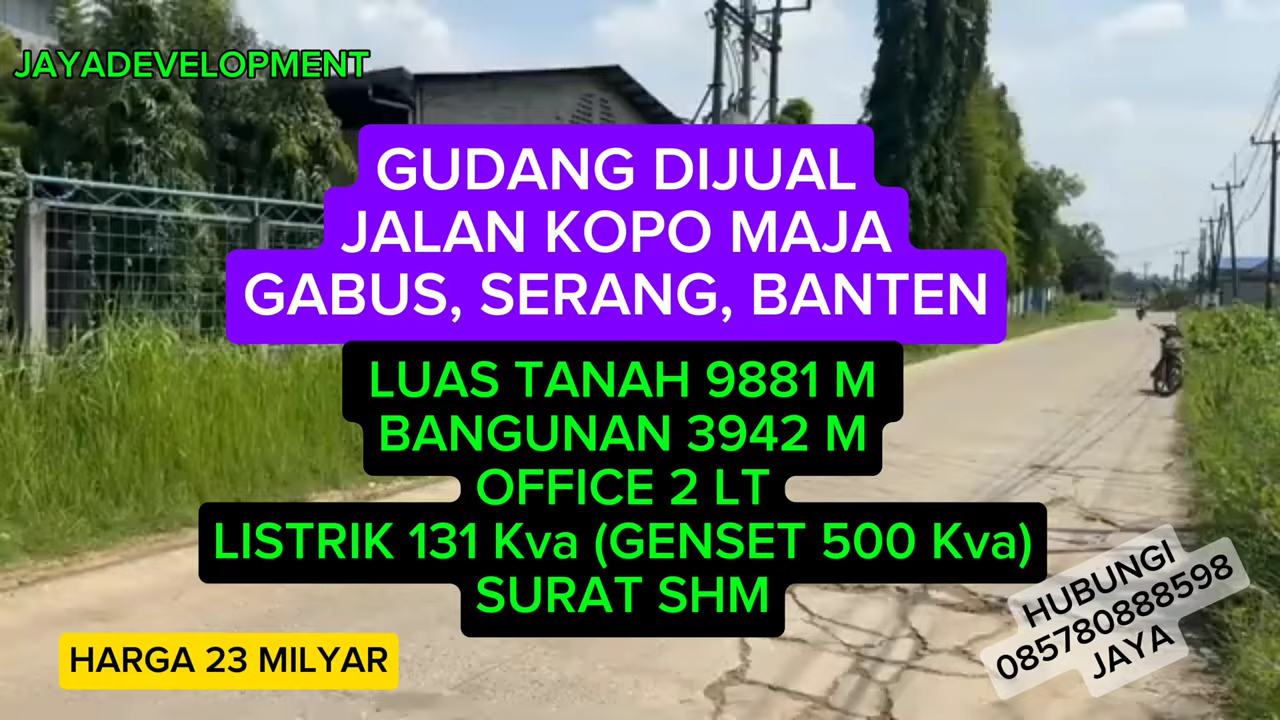 JAYADEVELOPMENT
GUDANG DIJUAL
JALAN KOPO MAJA
GABUS, SERANG, BANTEN
LUAS TANAH 9881 M
BANGUNAN 3942 M
OFFICE 2 LT
LISTRIK 131 Kva (GENSET 500 Kva)
SURAT SHM
HARGA 23 MILYAR
HUBUNGI
085780888598
JAYA